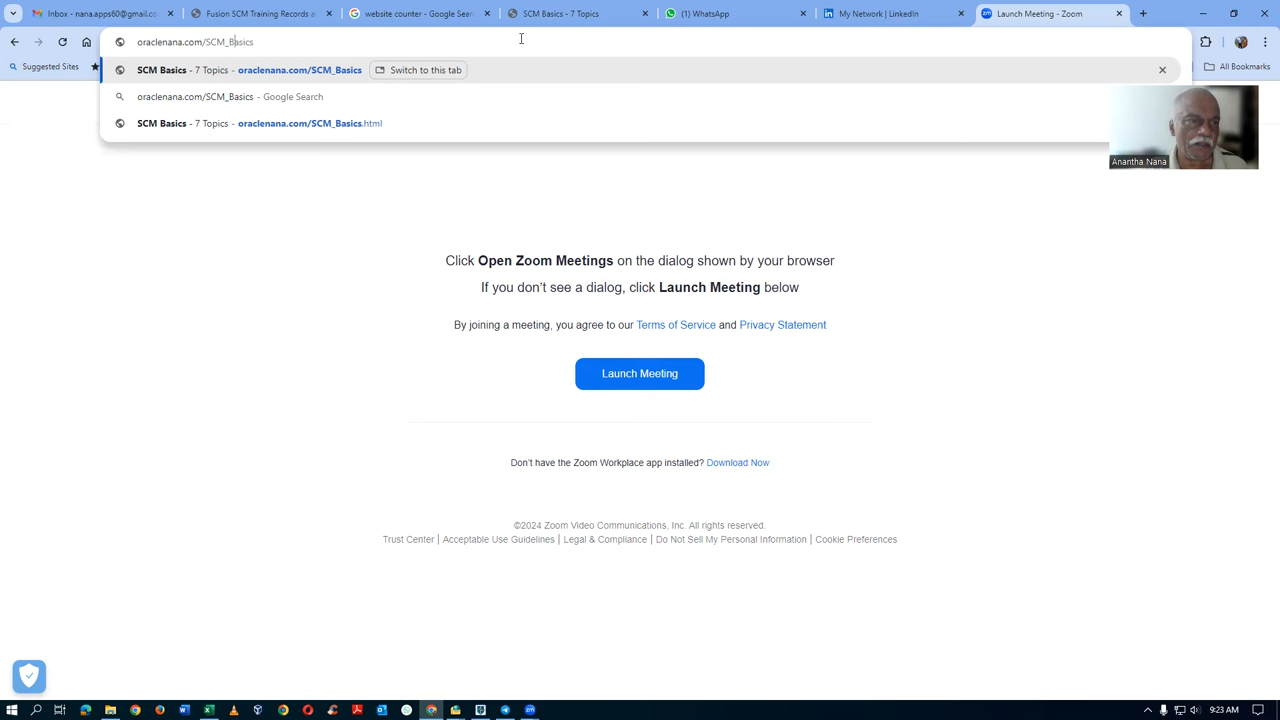 Inbox - nana.apps60@gmail.co
Fusion SCM Training Records a
website counter - Google Sear
SCM Basics - 7 Topics
(1) WhatsApp
My Network | LinkedIn
Launch Meeting - Zoom
oraclenana.com/SCM_Basics
Suggested Sites
SCM Basics - 7 Topics - oraclenana.com/SCM_Basics
Switch to this tab
All Bookmarks
oraclenana.com/SCM_Basics - Google Search
SCM Basics - 7 Topics - oraclenana.com/SCM_Basics.html
Anantha Nana
Click Open Zoom Meetings on the dialog shown by your browser
If you don't see a dialog, click Launch Meeting below
By joining a meeting, you agree to our Terms of Service and Privacy Statement
Launch Meeting
Don't have the Zoom Workplace app installed? Download Now
©2024 Zoom Video Communications, Inc. All rights reserved.
Trust Center | Acceptable Use Guidelines | Legal & Compliance | Do Not Sell My Personal Information | Cookie Preferences
9:23 AM